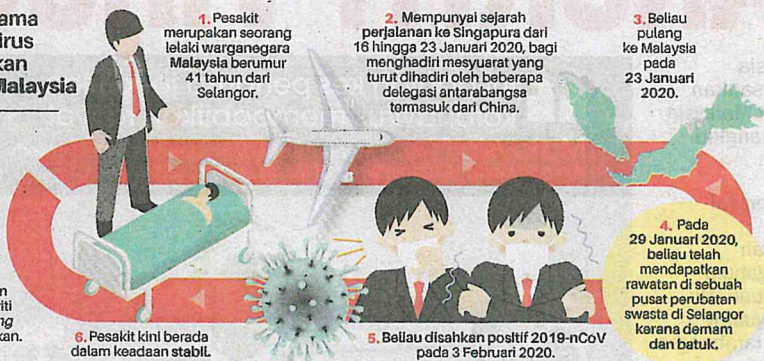 ama
irus
kan
Malaysia
1. Pesakit
merupakan seorang
lelaki warganegara
Malaysia berumur
41 tahun dari
Selangor.
2. Mempunyai sejarah
perjalanan ke Singapura dari
16 hingga 23 Januari 2020, bagi
menghadiri mesyuarat yang
turut dihadiri oleh beberapa
delegasi antarabangsa
termasuk dari China.
3. Beliau
pulang
ke Malaysia
pada
23 Januari
2020.
4. Pada
29 Januari 2020,
beliau telah
mendapatkan
rawatan di sebuah
pusat perubatan
swasta di Selangor
kerana demam
dan batuk.
5. Beliau disahkan positif 2019-nCoV
pada 3 Februari 2020.
6. Pesakit kini berada
dalam keadaan stabil.
iti
ng
kan.